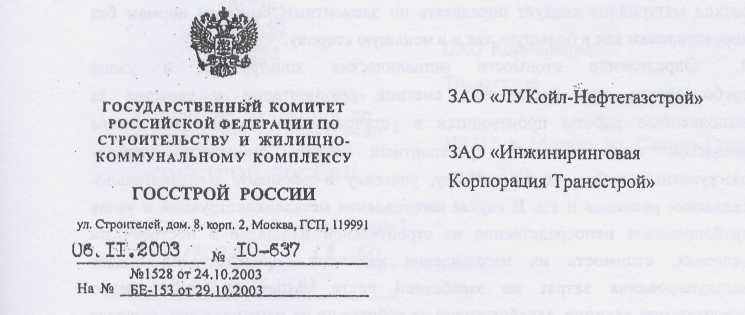 ГОСУДАРСТВЕННЫЙ КОМИТЕТ
РОССИЙСКОЙ ФЕДЕРАЦИИ ПО
СТРОИТЕЛЬСТВУ И ЖИЛИЩНО-
КОММУНАЛЬНОМУ КОМПЛЕКСУ
ГОССТРОЙ РОССИИ
ул. Строителей, дом. 8, корп. 2, Москва, ГСП, 119991
06.II.2003 № IO-637
№1528 от 24.10.2003
На № БЕ-153 от 29.10.2003
ЗАО «ЛУКойл-Нефтегазстрой»
ЗАО «Инжиниринговая
Корпорация Трансстрой»